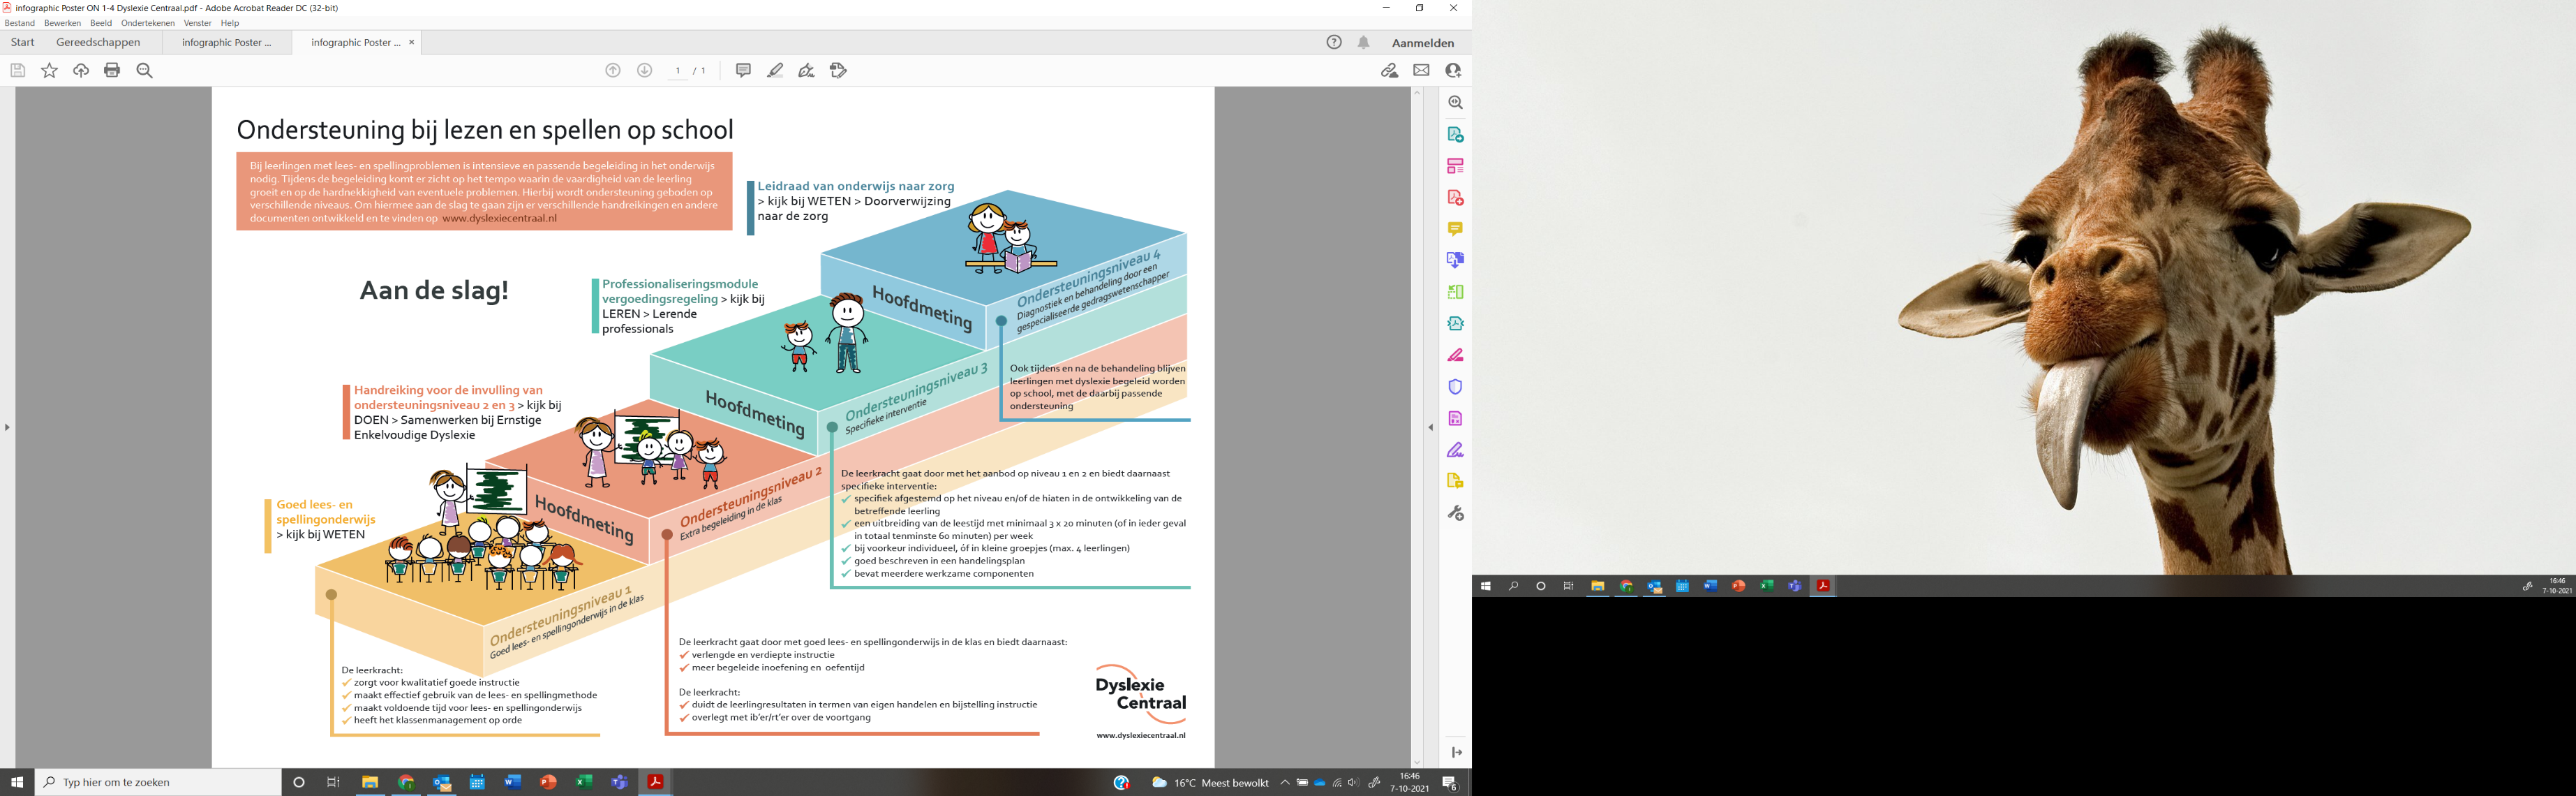 infographic Poster ON 1-4 Dyslexie Centraal.pdf - Adobe Acrobat Reader DC (32-bit)
Bestand Bewerken Beeld Ondertekenen Venster Help
Start Gereedschappen infographic Poster ... infographic Poster ... × Aanmelden
1 / 1
Ondersteuning bij lezen en spellen op school
Bij leerlingen met lees- en spellingproblemen is intensieve en passende begeleiding in het onderwijs
nodig. Tijdens de begeleiding komt er zicht op het tempo waarin de vaardigheid van de leerling
groeit en op de hardnekkigheid van eventuele problemen. Hierbij wordt ondersteuning geboden op
verschillende niveaus. Om hiermee aan de slag te gaan zijn er verschillende handreikingen en andere
documenten ontwikkeld en te vinden op www.dyslexiecentraal.nl
Aan de slag!
Leidraad van onderwijs naar zorg
> kijk bij WETEN > Doorverwijzing
naar de zorg
Hoofdmeting
Ondersteuningsniveau 4
Diagnostiek en behandeling door een
gespecialiseerde gedragswetenschapper
Ook tijdens en na de behandeling blijven
leerlingen met dyslexie begeleid worden
op school, met de daarbij passende
ondersteuning
Professionaliseringsmodule
vergoedingsregeling > kijk bij
LEREN > Lerende
professionals
Hoofdmeting
Ondersteuningsniveau 3
Specifieke interventie
De leerkracht gaat door met het aanbod op niveau 1 en 2 en biedt daarnaast
specifieke interventie:
✓ specifiek afgestemd op het niveau en/of de hiaten in de ontwikkeling van de
betreffende leerling
✓ een uitbreiding van de leestijd met minimaal 3 x 20 minuten (of in ieder geval
in totaal tenminste 60 minuten) per week
✓ bij voorkeur individueel, óf in kleine groepjes (max. 4 leerlingen)
✓ goed beschreven in een handelingsplan
✓ bevat meerdere werkzame componenten
Handreiking voor de invulling van
ondersteuningsniveau 2 en 3 > kijk bij
DOEN > Samenwerken bij Ernstige
Enkelvoudige Dyslexie
Hoofdmeting
Ondersteuningsniveau 2
Extra begeleiding in de klas
De leerkracht gaat door met goed lees- en spellingonderwijs in de klas en biedt daarnaast:
✓ verlengde en verdiepte instructie
✓ meer begeleide inoefening en oefentijd
De leerkracht:
✓ duidt de leerlingresultaten in termen van eigen handelen en bijstelling instructie
✓ overlegt met ib'er/rt'er over de voortgang
Goed lees- en
spellingonderwijs
> kijk bij WETEN
Ondersteuningsniveau 1
Goed lees- en spellingonderwijs in de klas
De leerkracht:
✓ zorgt voor kwalitatief goede instructie
✓ maakt effectief gebruik van de lees- en spellingmethode
✓ maakt voldoende tijd voor lees- en spellingonderwijs
✓ heeft het klassenmanagement op orde
Dyslexie
Centraal
www.dyslexiecentraal.nl
Typ hier om te zoeken
16°C Meest bewolkt
16:46
7-10-2021
6
16:46
7-10-2021